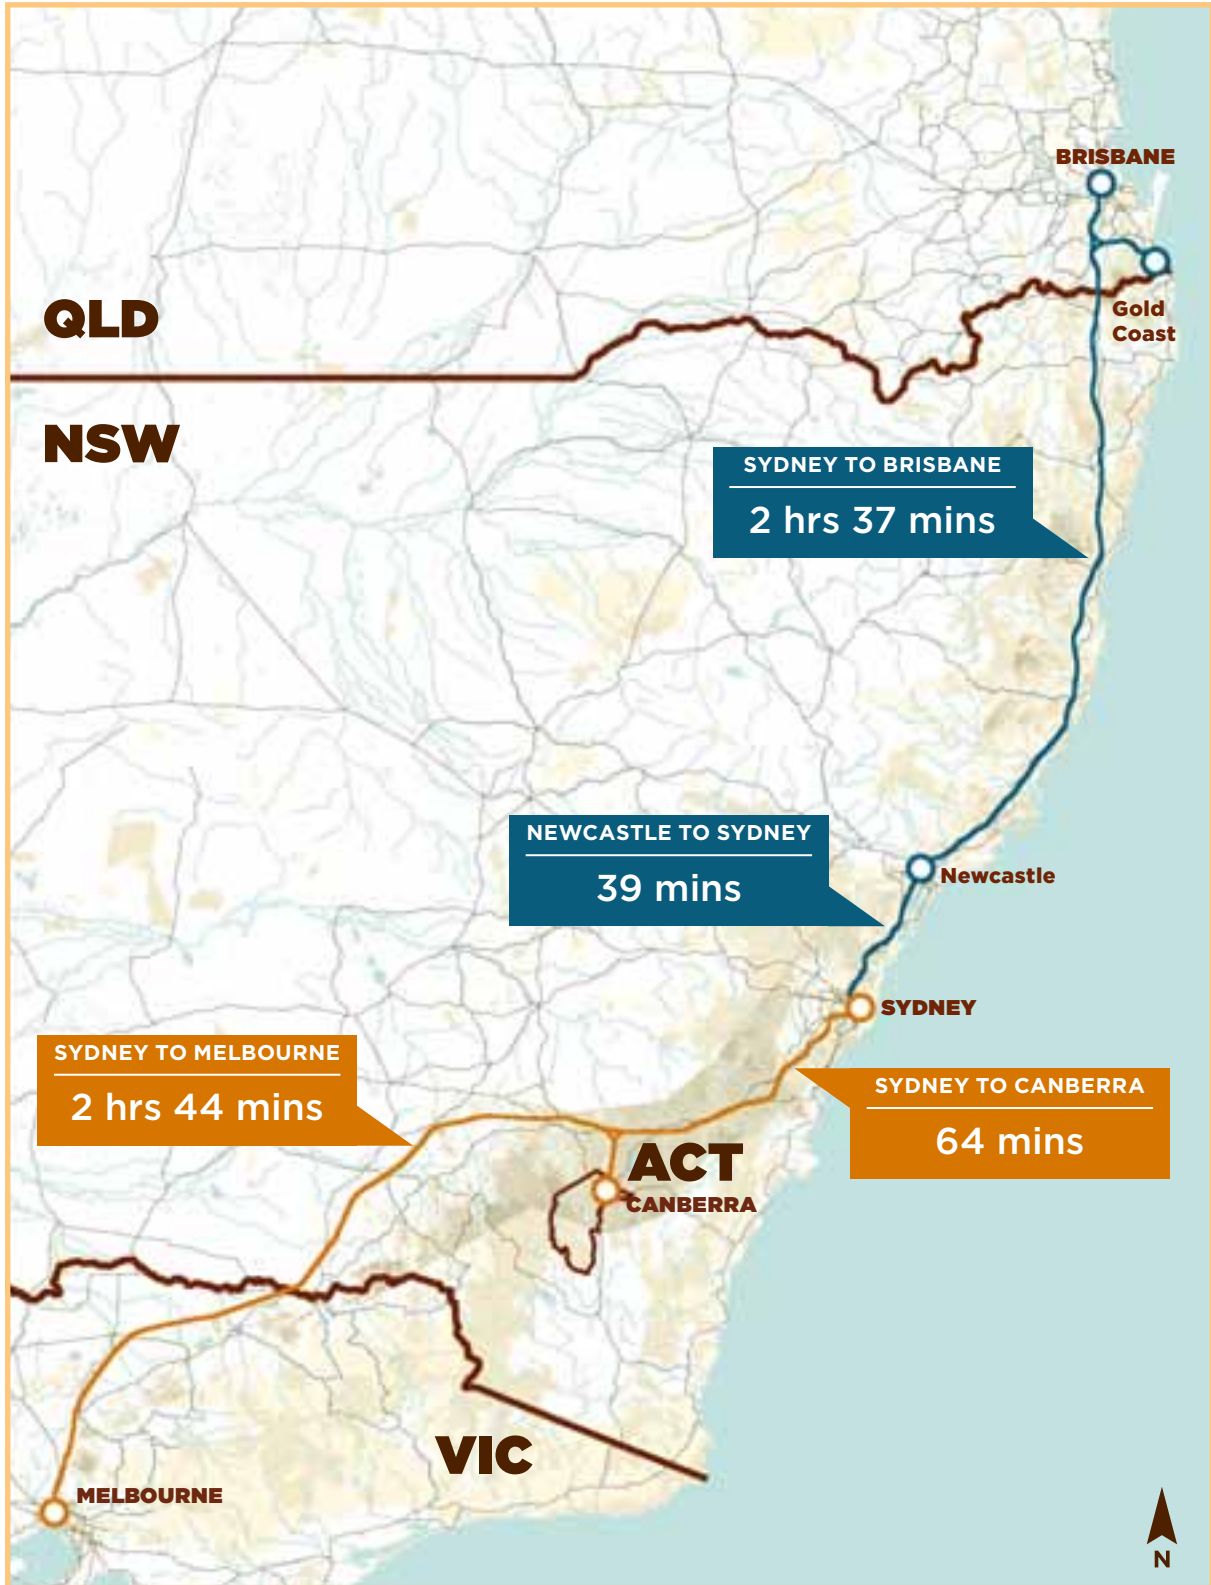 BRISBANE
QLD
Gold
Coast
NSW
SYDNEY TO BRISBANE
2 hrs 37 mins
NEWCASTLE TO SYDNEY
39 mins
Newcastle
SYDNEY
SYDNEY TO MELBOURNE
2 hrs 44 mins
SYDNEY TO CANBERRA
64 mins
ACT
CANBERRA
VIC
MELBOURNE
N